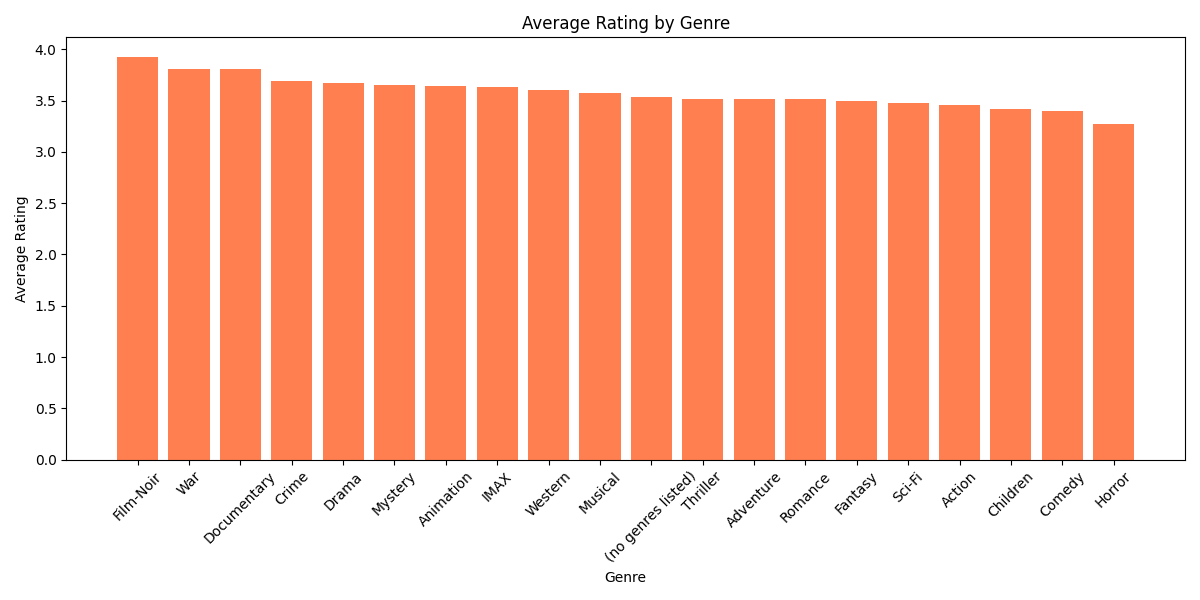 Average Rating by Genre
Average Rating
4.0
3.5
3.0
2.5
2.0
1.5
1.0
0.5
0.0
Film-Noir
War
Documentary
Crime
Drama
Mystery
Animation
IMAX
Western
Musical
(no genres listed)
Thriller
Adventure
Romance
Fantasy
Sci-Fi
Action
Children
Comedy
Horror
Genre